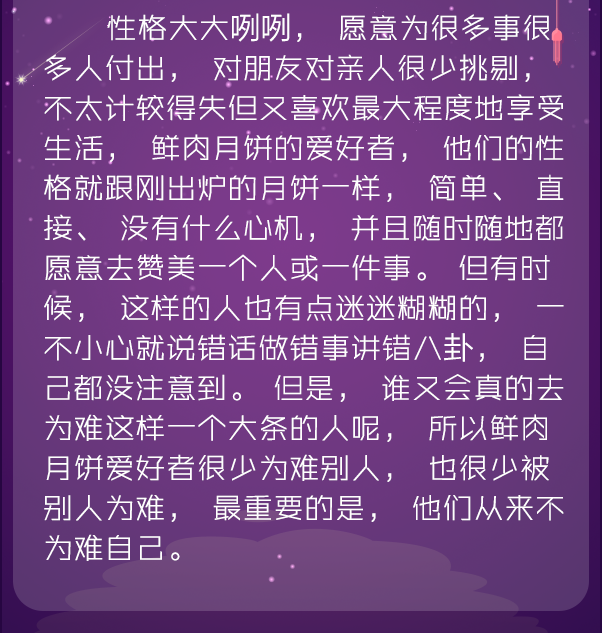 性格大大咧咧，愿意为很多事很
多人付出，对朋友对亲人很少挑剔，
不太计较得失但又喜欢最大程度地享受
生活，鲜肉月饼的爱好者，他们的性
格就跟刚出炉的月饼一样，简单、直
接、没有什么心机，并且随时随地都
愿意去赞美一个人或一件事。但有时
候，这样的人也有点迷迷糊糊的，一
不小心就说错话做错事讲错八卦，自
己都没注意到。但是，谁又会真的去
为难这样一个大条的人呢，所以鲜肉
月饼爱好者很少为难别人，也很少被
别人为难，最重要的是，他们从来不
为难自己。